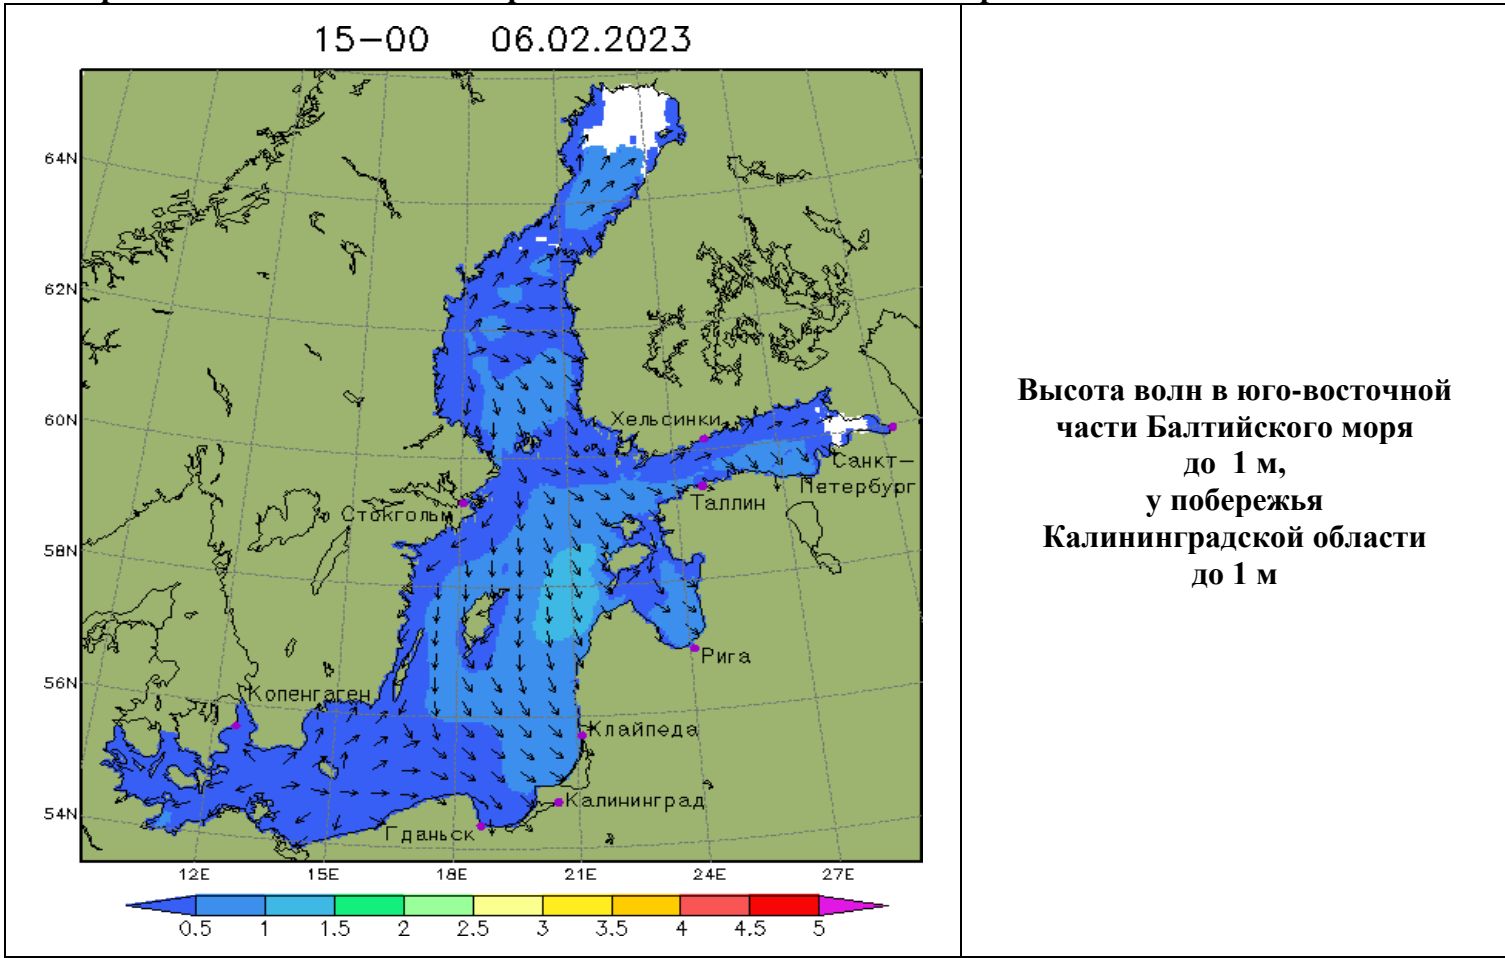 15-00 06.02.2023
64N
62N
60N
58N
56N
54N
Хельсинки
Санкт-
Петербург
Таллин
Стокгольм
Рига
Копенгаген
Клайпеда
Калининград
Гданьск
12E 15E 18E 21E 24E 27E
0.5 1 1.5 2 2.5 3 3.5 4 4.5 5
Высота волн в юго-восточной
части Балтийского моря
до 1 м,
у побережья
Калининградской области
до 1 м